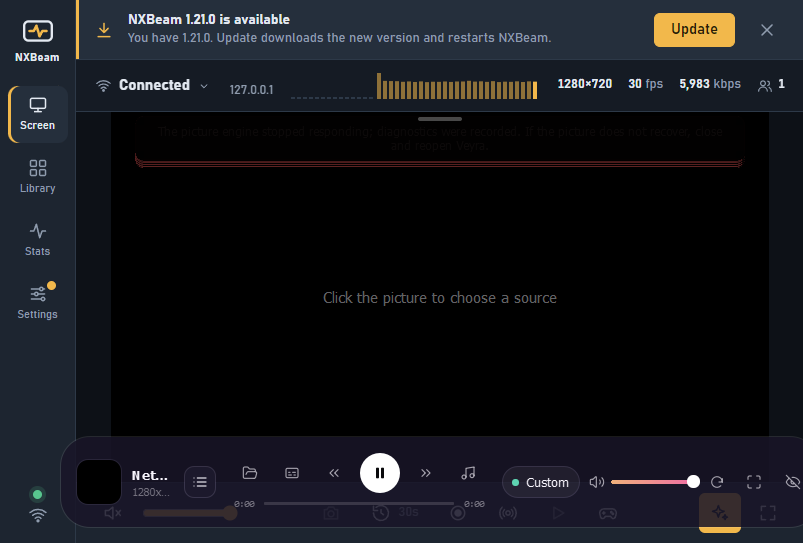 NXBeam 1.21.0 is available
You have 1.21.0. Update downloads the new version and restarts NXBeam.
Update
NXBeam
Connected
127.0.0.1
1280×720
30 fps
5,983 kbps
1
Screen
Library
Stats
Settings
The picture engine stopped responding; diagnostics were recorded. If the picture does not recover, close
and reopen Vejra.
Click the picture to choose a source
Net...
1280x...
Custom
0:00
0:00
30s